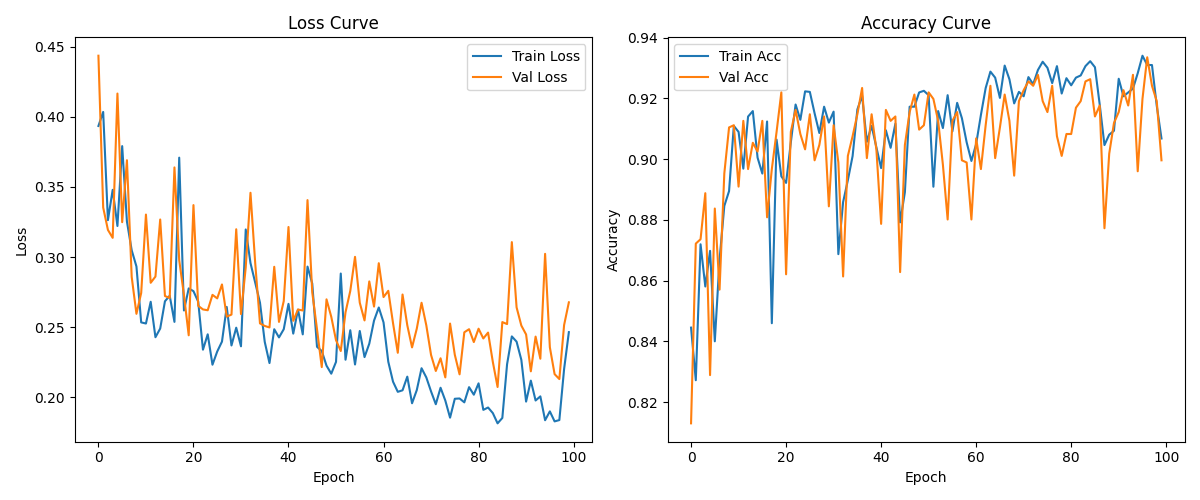 Loss Curve
Loss
0.45
0.40
0.35
0.30
0.25
0.20
Train Loss
Val Loss
0 20 40 60 80 100
Epoch
Accuracy Curve
Accuracy
0.94
0.92
0.90
0.88
0.86
0.84
0.82
Train Acc
Val Acc
0 20 40 60 80 100
Epoch